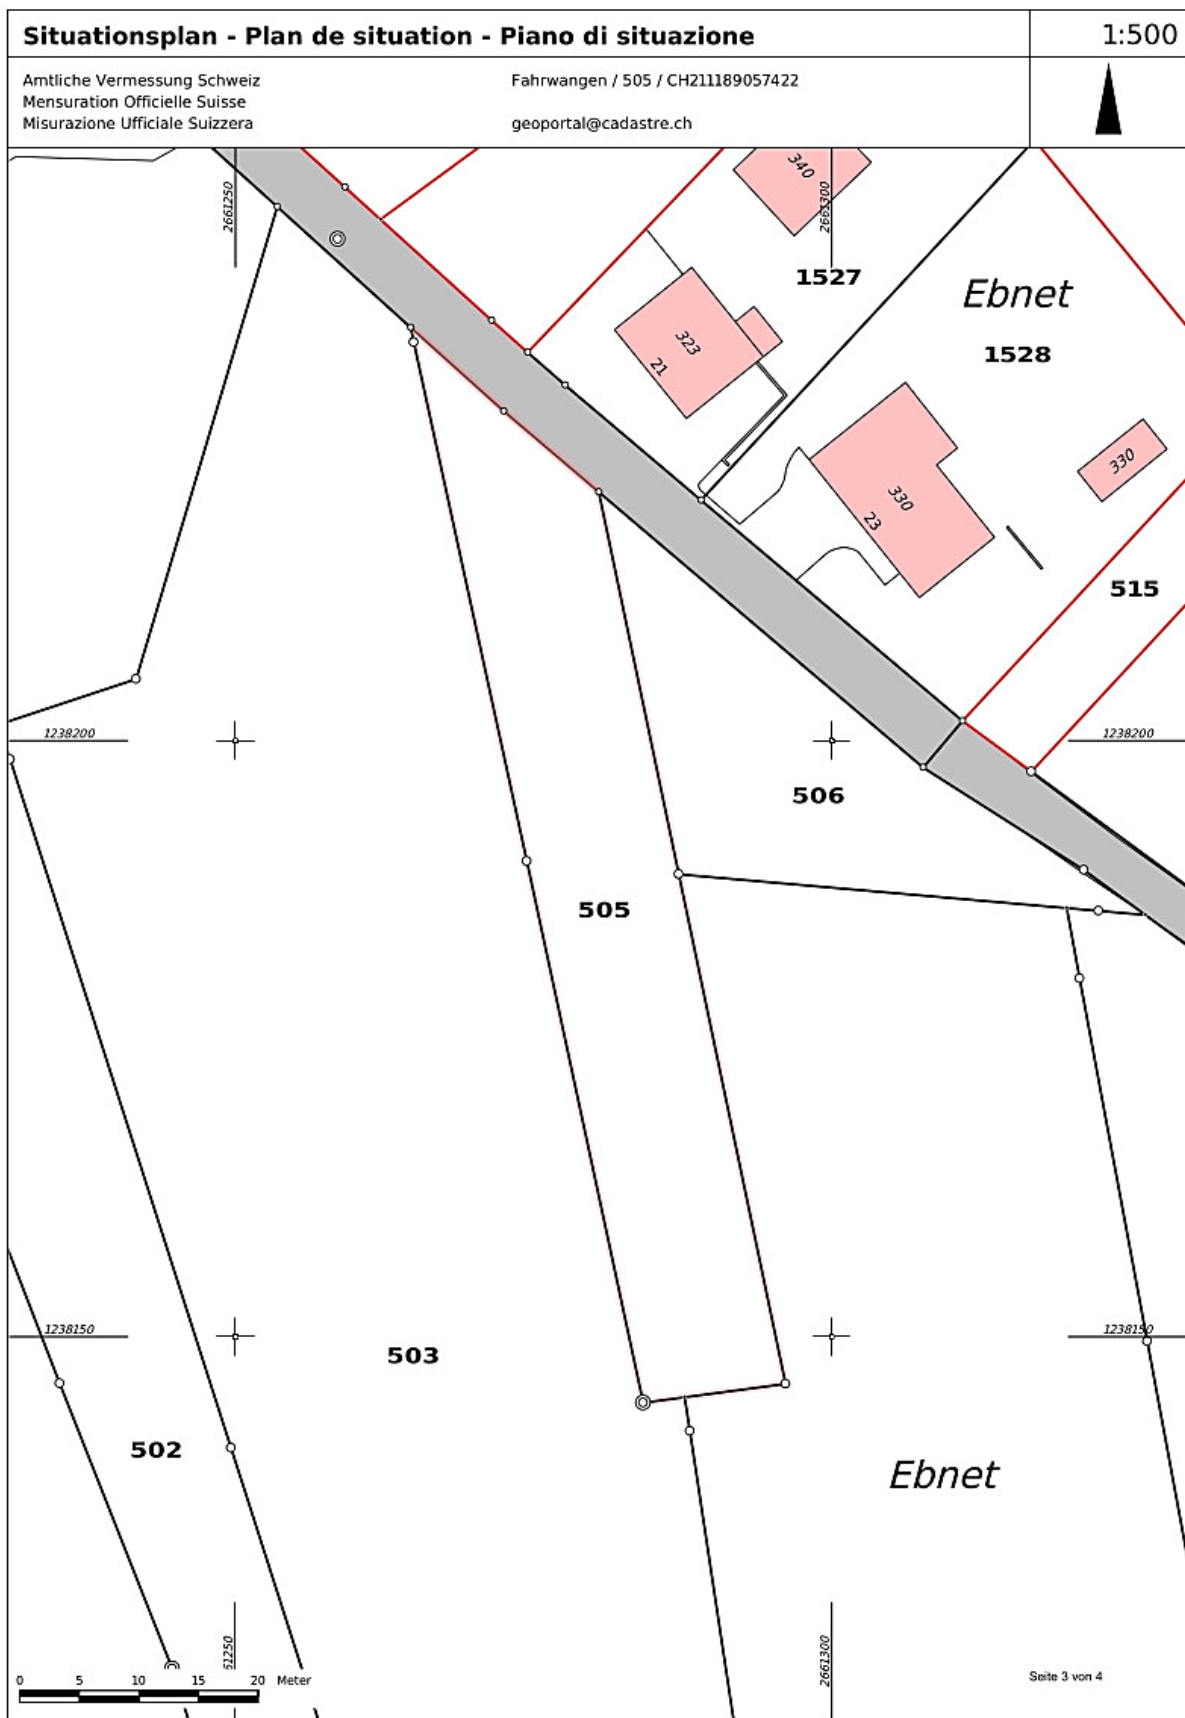 Situationsplan - Plan de situation - Piano di situazione
1:500
Amtliche Vermessung Schweiz
Mensuration Officielle Suisse
Misurazione Ufficiale Suizzera
Fahrwangen / 505 / CH211189057422
geoportal@cadastre.ch
2661250
2661300
340
1527
Ebnet
323
21
1528
330
23
330
515
1238200
1238200
506
505
1238150
1238150
503
502
Ebnet
61250
2661300
0 5 10 15 20 Meter
Seite 3 von 4